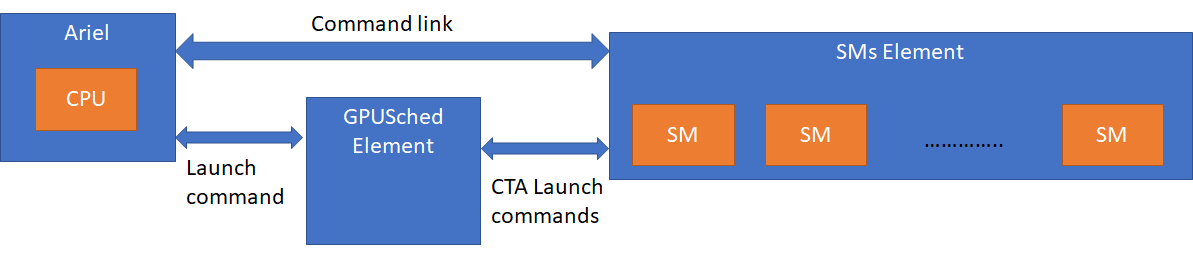 Ariel
CPU
Command link
SMs Element
SM
SM
…………..
SM
GPUSched
Element
Launch
command
CTA Launch
commands